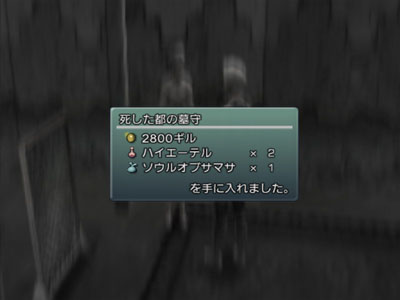 死した都の墓守
2800ギル
ハイエーテル × 2
ソウルオブサマサ × 1
を手に入れました。